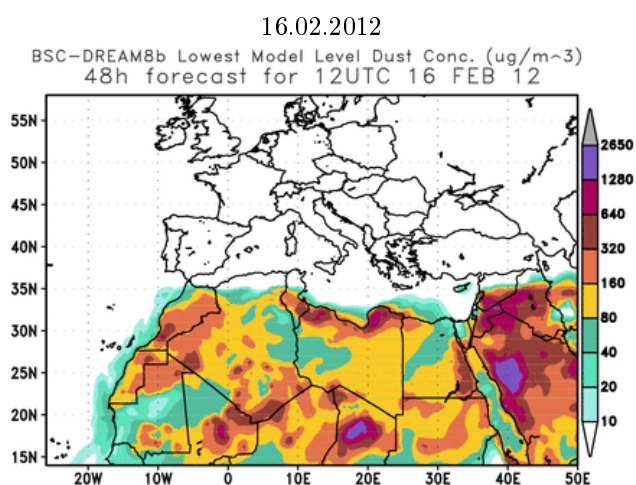 16.02.2012
BSC-DREAM8b Lowest Model Level Dust Conc. (ug/m^3)
48h forecast for 12UTC 16 FEB 12
55N
50N
45N
40N
35N
30N
25N
20N
15N
20W
10W
0
10E
20E
30E
40E
50E
2650
1280
640
320
160
80
40
20
10